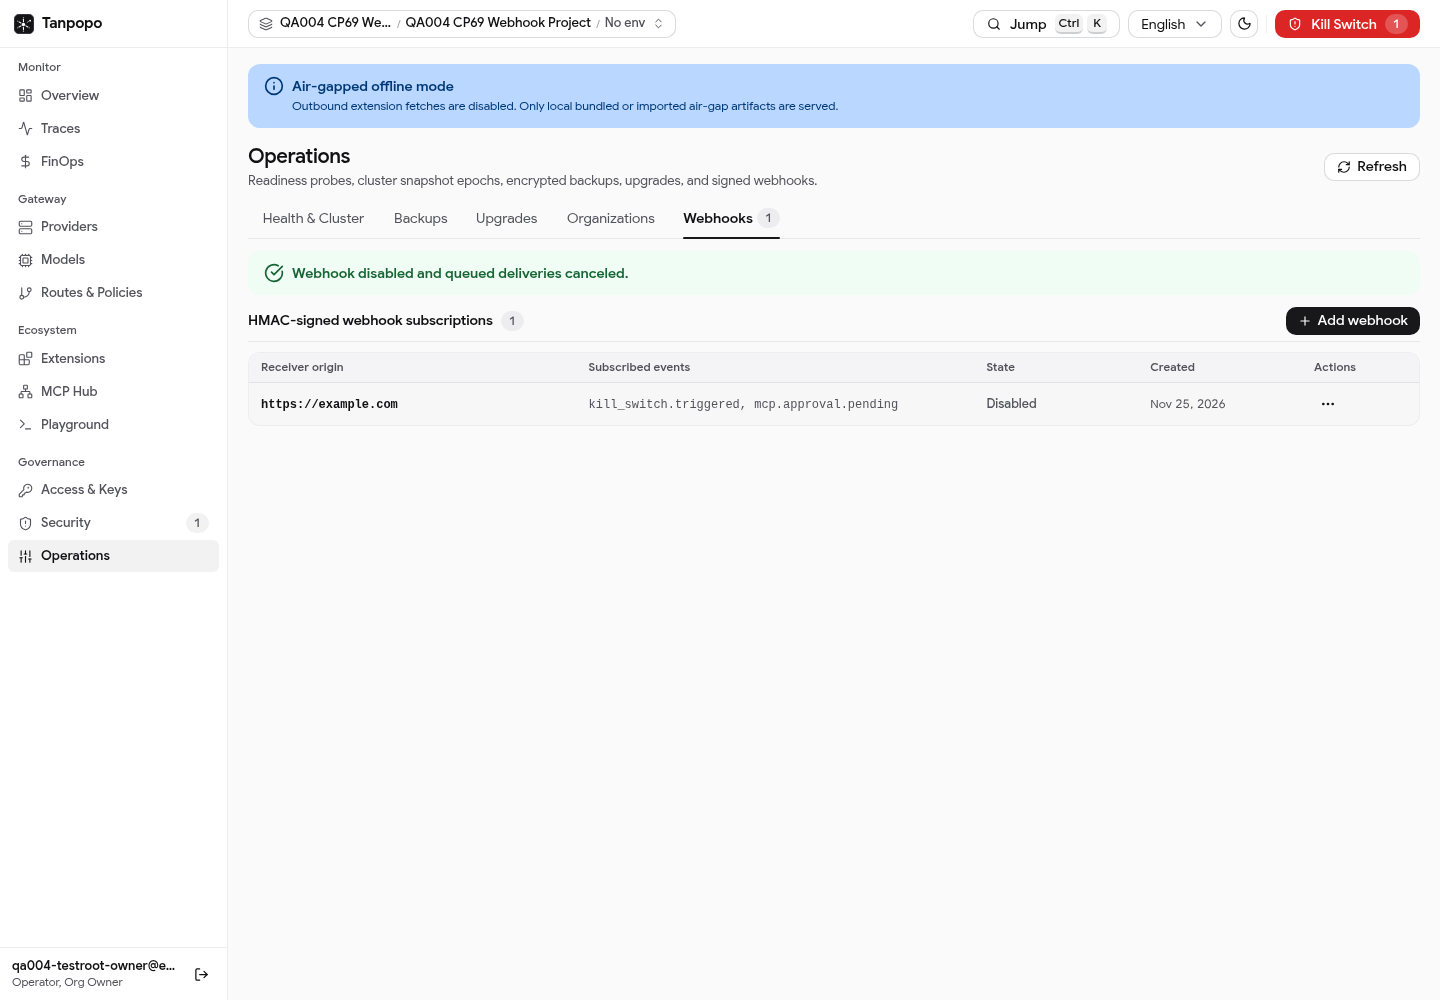 Tanpopo
QA004 CP69 We... / QA004 CP69 Webhook Project / No env
Jump Ctrl K
English
Kill Switch 1
Monitor
Overview
Traces
FinOps
Gateway
Providers
Models
Routes & Policies
Ecosystem
Extensions
MCP Hub
Playground
Governance
Access & Keys
Security 1
Operations
qa004-testroot-owner@e...
Operator, Org Owner
Air-gapped offline mode
Outbound extension fetches are disabled. Only local bundled or imported air-gap artifacts are served.
Operations
Readiness probes, cluster snapshot epochs, encrypted backups, upgrades, and signed webhooks.
Refresh
Health & Cluster Backups Upgrades Organizations Webhooks 1
Webhook disabled and queued deliveries canceled.
HMAC-signed webhook subscriptions 1
+ Add webhook
Receiver origin Subscribed events State Created Actions
https://example.com kill_switch.triggered, mcp.approval.pending Disabled Nov 25, 2026 ...